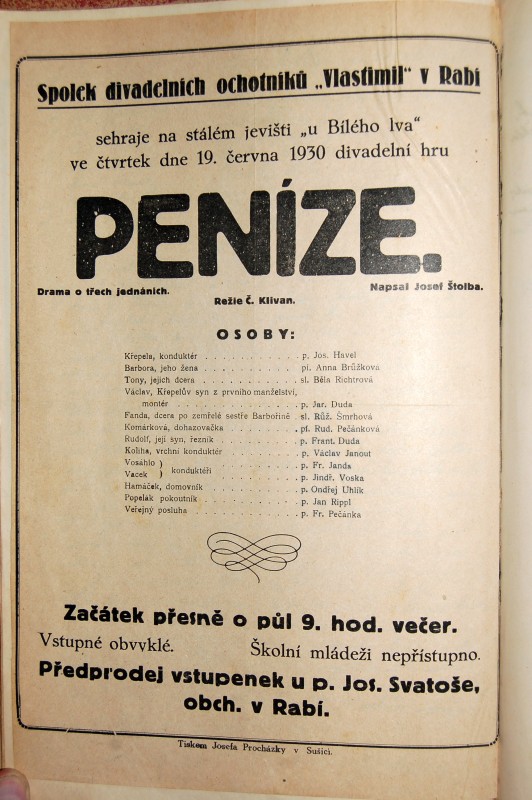 Spolek divadelních ochotníků „Vlastimil" v Rabí
sehraje na stálém jevišti „u Bílého lva"
ve čtvrtek dne 19. června 1930 divadelní hru
PENÍZE.
Drama o třech jednáních. Napsal Josef Štolba.
Režie Č. Klivan.
OSOBY:
Křepela, konduktér . . . . . . . . . . p. Jos. Havel
Barbora, jeho žena . . . . . . . . . . pí. Anna Brůžková
Tony, jejich dcera . . . . . . . . . . sl. Běla Richtrová
Václav, Křepelův syn z prvního manželství,
montér . . . . . . . . . . . . . p. Jar. Duda
Fanda, dcera po zemřelé sestře Barbořině . sl. Růž. Šmrhová
Komárková, dohazovačka . . . . . . . . pí. Rud. Pečánková
Rudolf, její syn, řezník . . . . . . . . . p. Frant. Duda
Koliha, vrchní konduktér . . . . . . . . p. Václav Janout
Vosáhlo ) konduktéři . . . . . . . . . p. Fr. Janda
Vacek ) . . . . . . . . . p. Jindř. Voska
Hamáček, domovník . . . . . . . . . . p. Ondřej Uhlík
Popelák pokoutník . . . . . . . . . . p. Jan Rippl
Veřejný posluha . . . . . . . . . . . p. Fr. Pečánka
Začátek přesně o půl 9. hod. večer.
Vstupné obvyklé. Školní mládeži nepřístupno.
Předprodej vstupenek u p. Jos. Svatoše,
obch. v Rabí.
Tiskem Josefa Procházky v Sušici.